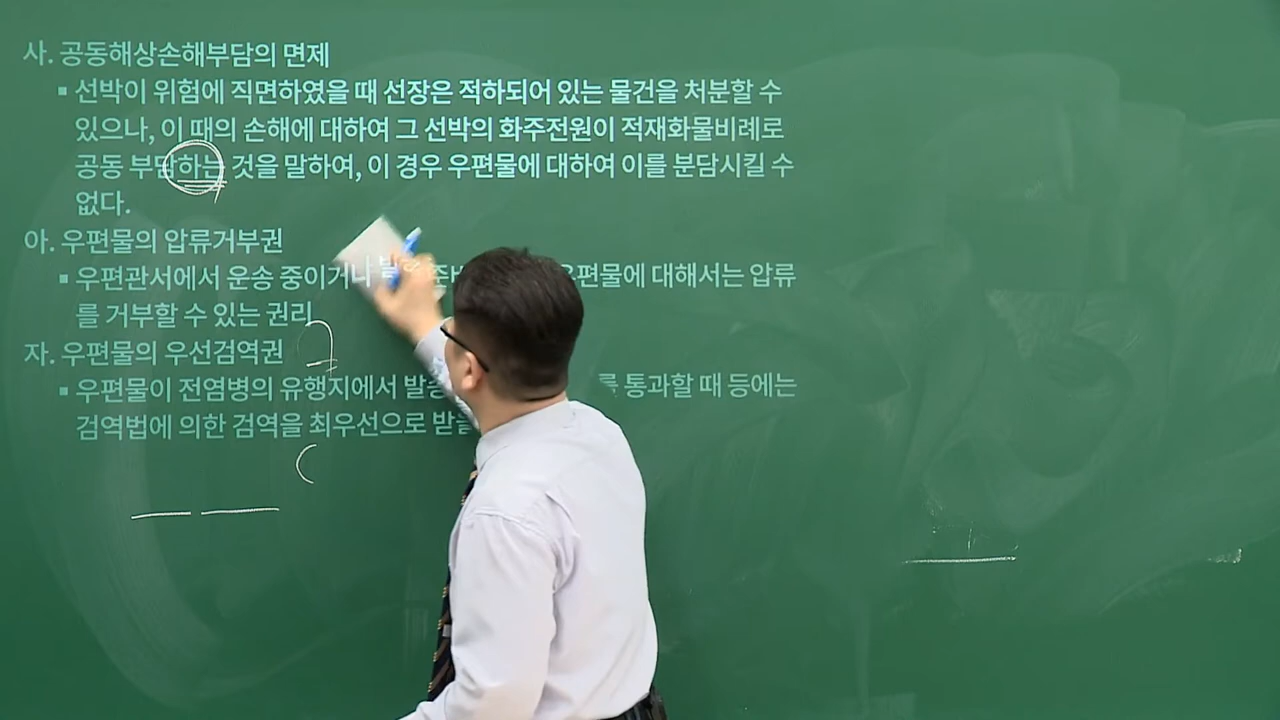 사. 공동해상손해부담의 면제
▪ 선박이 위험에 직면하였을 때 선장은 적하되어 있는 물건을 처분할 수
있으나, 이 때의 손해에 대하여 그 선박의 화주전원이 적재화물비례로
공동 부담하는 것을 말하여, 이 경우 우편물에 대하여 이를 분담시킬 수
없다.
아. 우편물의 압류거부권
▪ 우편관서에서 운송 중이거나 우편물에 대해서는 압류
를 거부할 수 있는 권리
자. 우편물의 우선검역권
▪ 우편물이 전염병의 유행지에서 통과할 때 등에는
검역법에 의한 검역을 최우선으로